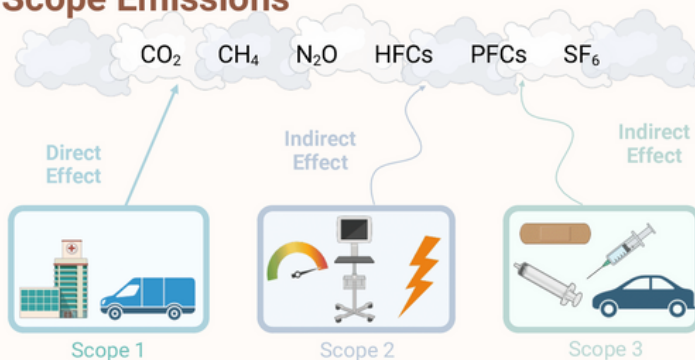 Scope Emissions
CO₂ CH₄ N₂O HFCs PFCs SF₆
Direct
Effect
Indirect
Effect
Indirect
Effect
Scope 1
Scope 2
Scope 3